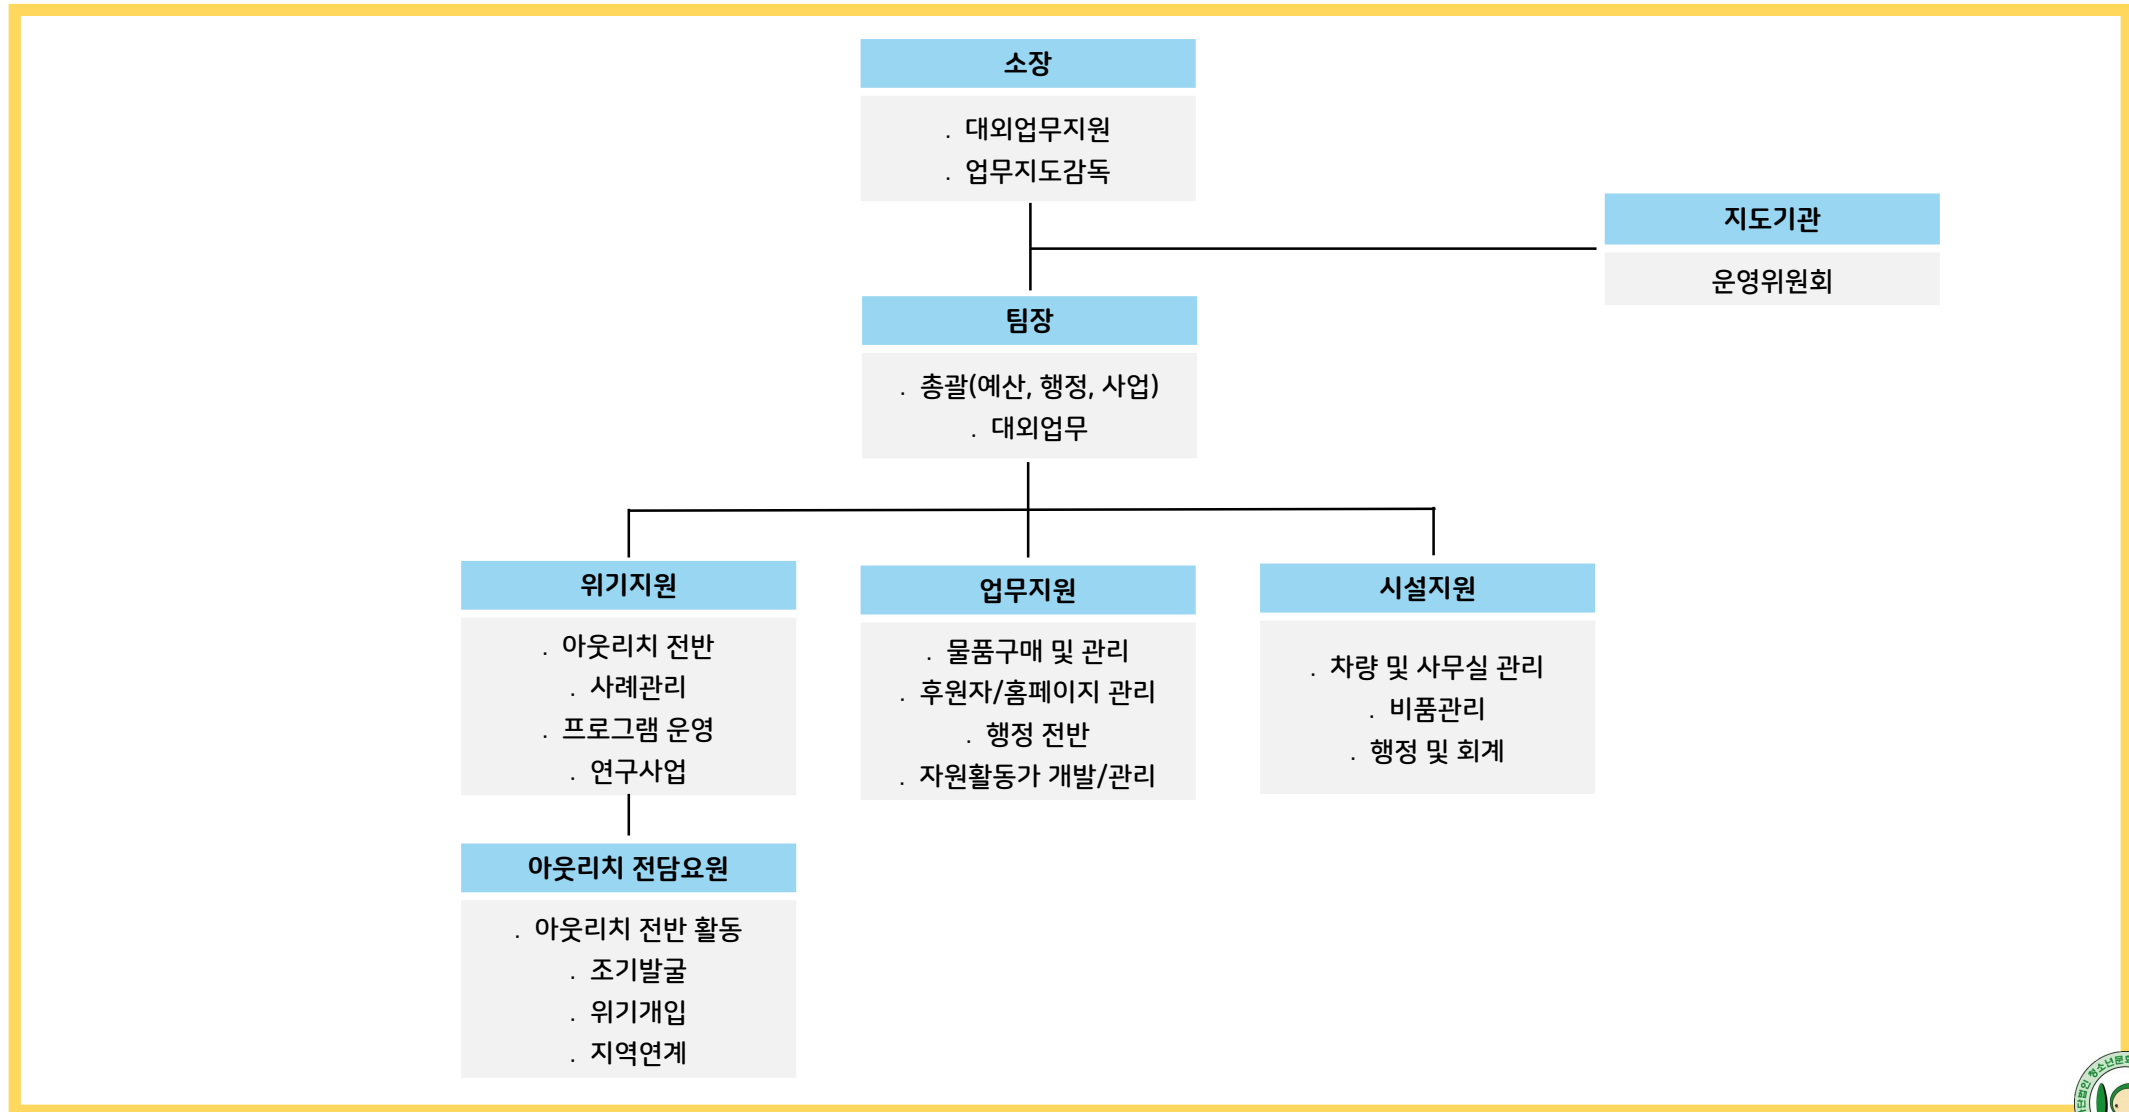 소장
. 대외업무지원
. 업무지도감독
지도기관
운영위원회
팀장
. 총괄(예산, 행정, 사업)
. 대외업무
위기지원
. 아웃리치 전반
. 사례관리
. 프로그램 운영
. 연구사업
업무지원
. 물품구매 및 관리
. 후원자/홈페이지 관리
. 행정 전반
. 자원활동가 개발/관리
시설지원
. 차량 및 사무실 관리
. 비품관리
. 행정 및 회계
아웃리치 전담요원
. 아웃리치 전반 활동
. 조기발굴
. 위기개입
. 지역연계